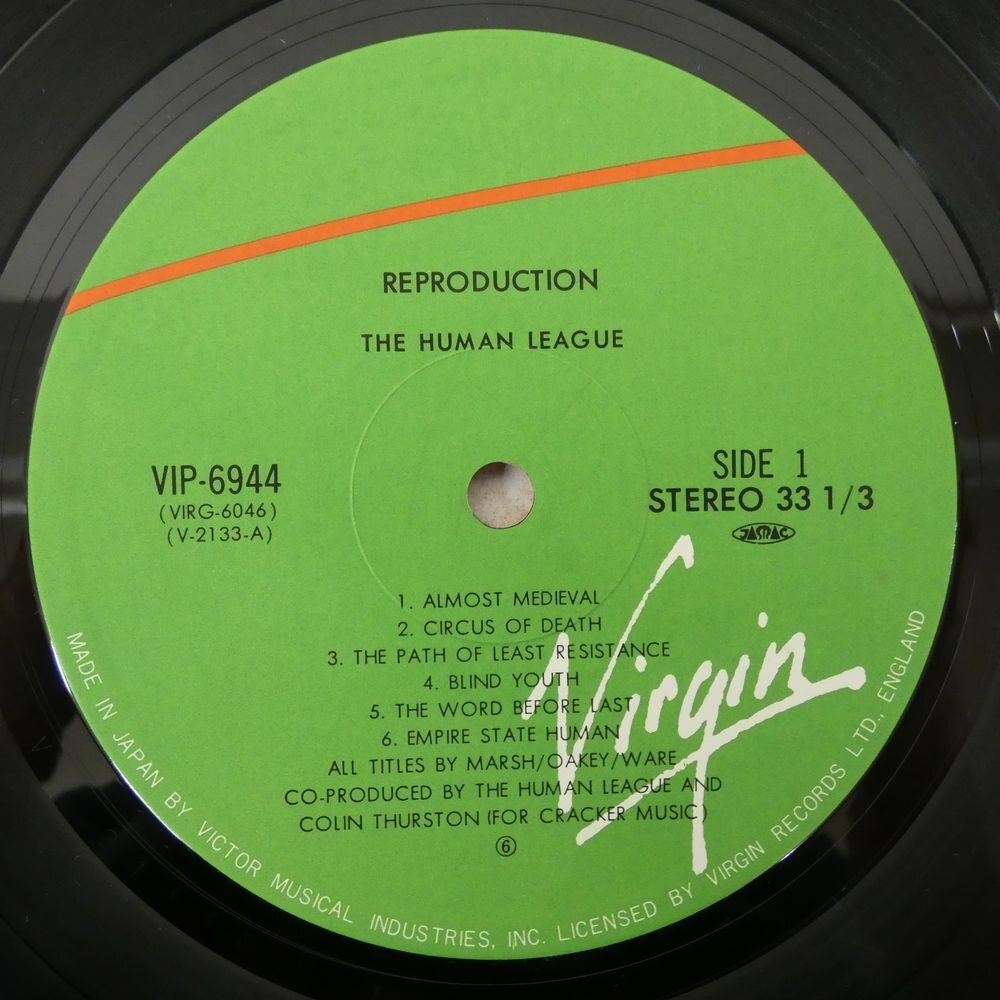 REPRODUCTION
THE HUMAN LEAGUE
VIP-6944
(VIRG-6046)
(V-2133-A)
SIDE 1
STEREO 33 1/3
JASRAC
1. ALMOST MEDIEVAL
2. CIRCUS OF DEATH
3. THE PATH OF LEAST RESISTANCE
4. BLIND YOUTH
5. THE WORD BEFORE LAST
6. EMPIRE STATE HUMAN
ALL TITLES BY MARSH/OAKEY/WARE
CO-PRODUCED BY THE HUMAN LEAGUE AND
COLIN THURSTON (FOR CRACKER MUSIC)
⑥
Virgin
MADE IN JAPAN BY VICTOR MUSICAL INDUSTRIES, INC. LICENSED BY VIRGIN RECORDS LTD., ENGLAND